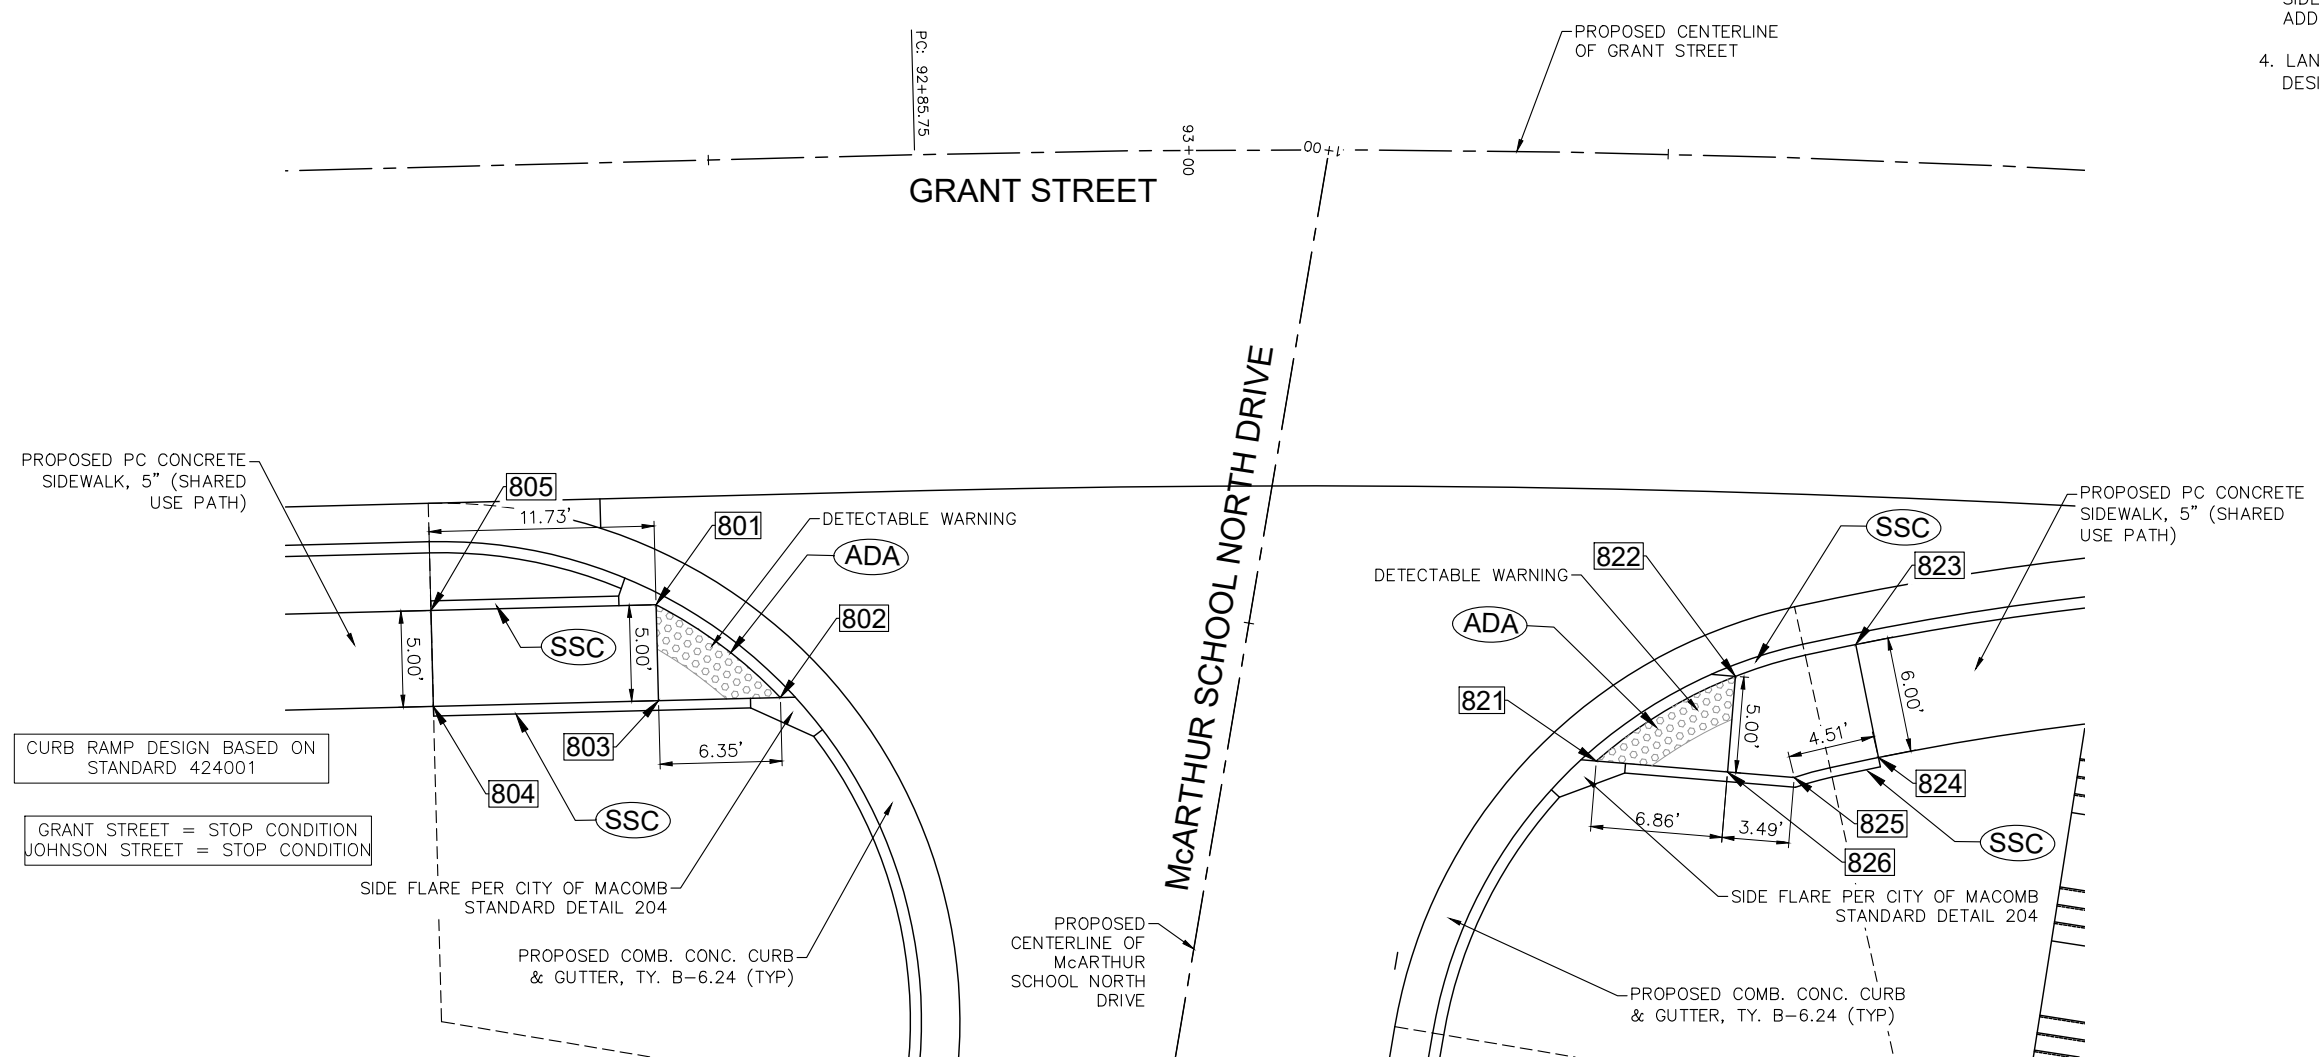 SIDE
ADD
4. LAN
DESI
PROPOSED CENTERLINE
OF GRANT STREET
PC: 92+85.75
93+00
1+00
GRANT STREET
McARTHUR SCHOOL NORTH DRIVE
PROPOSED PC CONCRETE
SIDEWALK, 5" (SHARED
USE PATH)
805
11.73'
801
DETECTABLE WARNING
ADA
802
SSC
5.00'
5.00'
803
6.35'
804
SSC
CURB RAMP DESIGN BASED ON
STANDARD 424001
GRANT STREET = STOP CONDITION
JOHNSON STREET = STOP CONDITION
SIDE FLARE PER CITY OF MACOMB
STANDARD DETAIL 204
PROPOSED COMB. CONC. CURB
& GUTTER, TY. B-6.24 (TYP)
PROPOSED
CENTERLINE OF
McARTHUR
SCHOOL NORTH
DRIVE
PROPOSED PC CONCRETE
SIDEWALK, 5" (SHARED
USE PATH)
SSC
822
823
DETECTABLE WARNING
ADA
821
5.00'
6.00'
4.51'
824
6.86'
3.49'
825
826
SSC
SIDE FLARE PER CITY OF MACOMB
STANDARD DETAIL 204
PROPOSED COMB. CONC. CURB
& GUTTER, TY. B-6.24 (TYP)